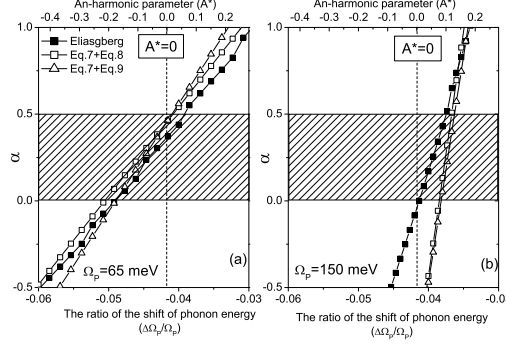 An-harmonic parameter (A*)
An-harmonic parameter (A*)
-0.4 -0.3 -0.2 -0.1 0.0 0.1 0.2
-0.4 -0.3 -0.2 -0.1 0.0 0.1 0.2
1.0
Eliasgberg
Eq.7+Eq.8
Eq.7+Eq.9
A*=0
1.0
A*=0
0.5
0.5
α
α
0.0
0.0
Ω_P=65 meV
(a)
Ω_P=150 meV
(b)
-0.5
-0.5
-0.06 -0.05 -0.04 -0.03
-0.06 -0.05 -0.04 -0.0
The ratio of the shift of phonon energy
(ΔΩ_P/Ω_P)
The ratio of the shift of phonon energy
(ΔΩ_P/Ω_P)